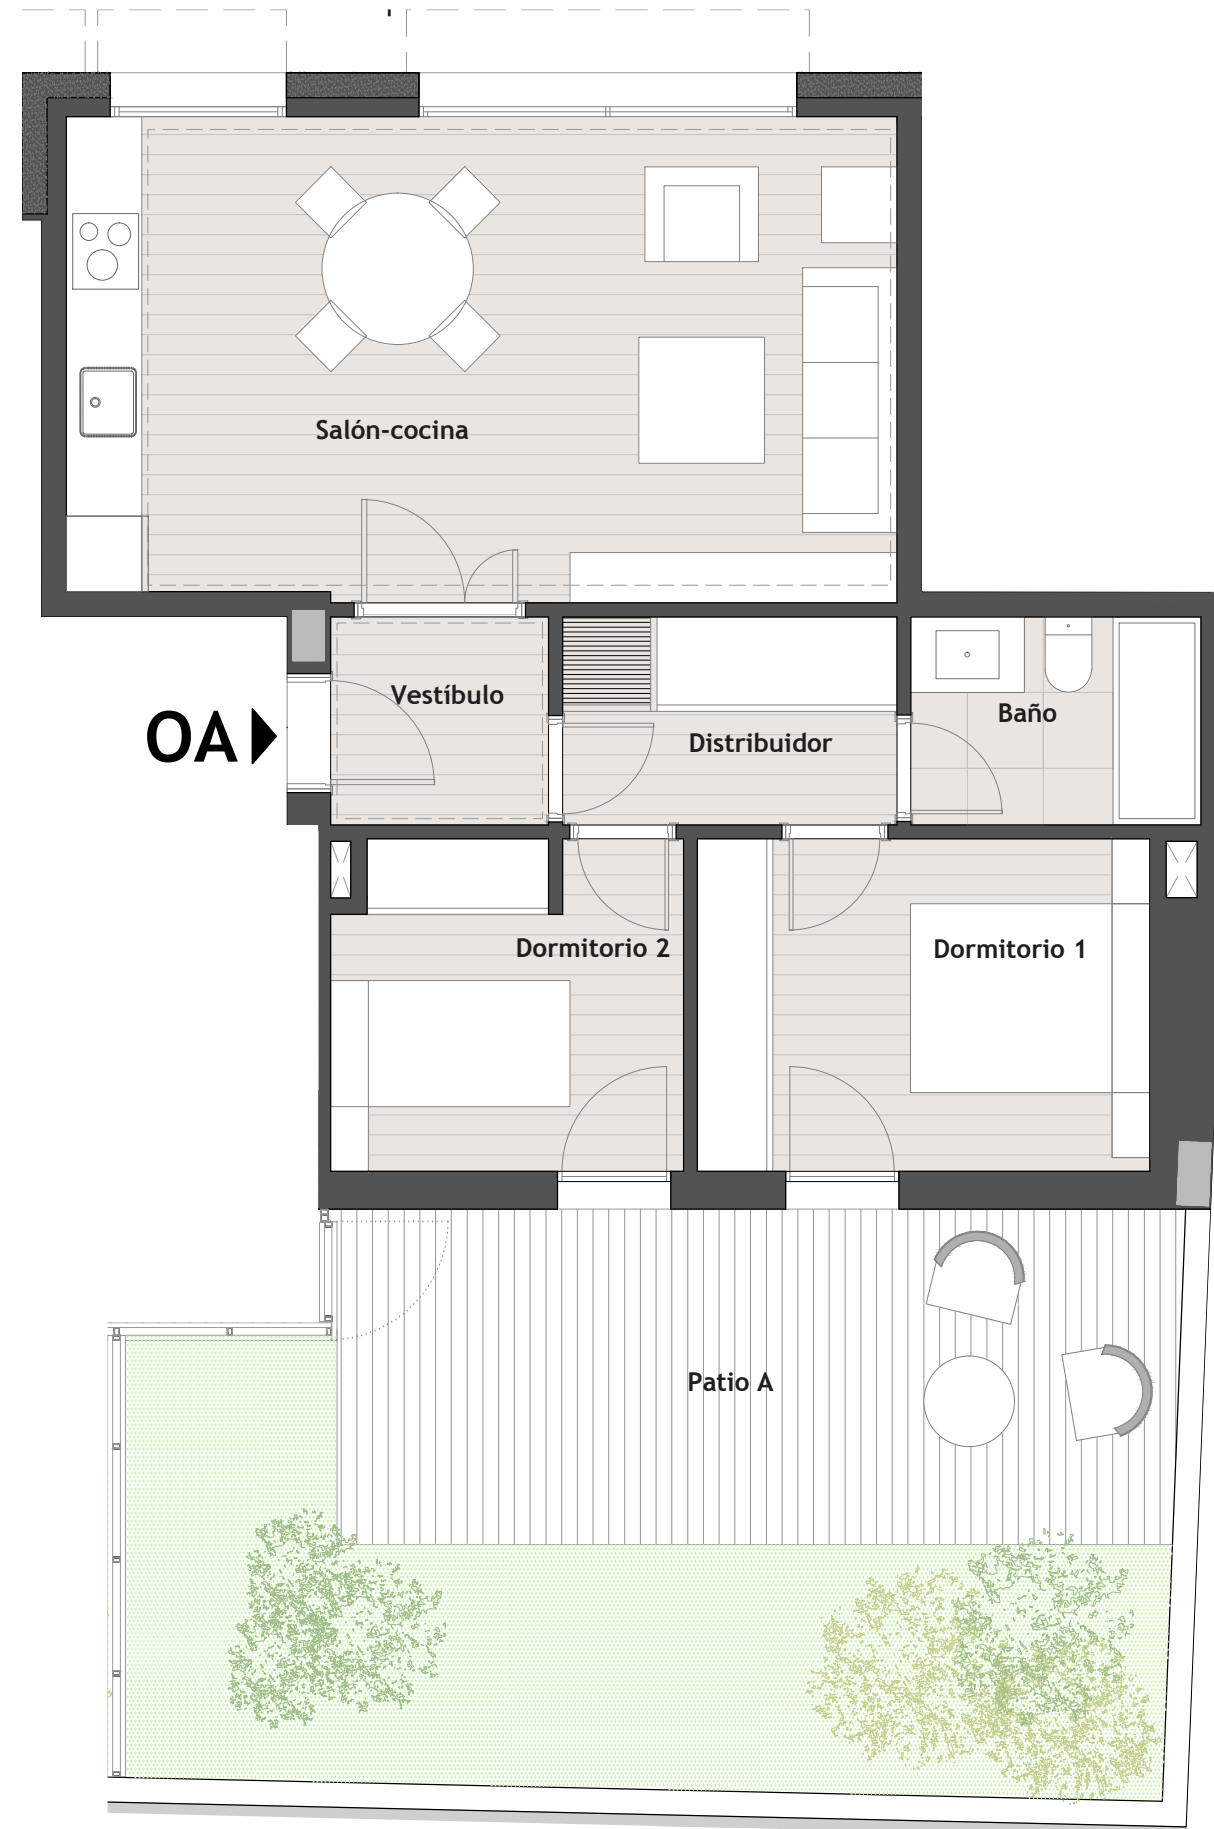 Salón-cocina
Vestíbulo
Baño
OA
Distribuidor
Dormitorio 2
Dormitorio 1
Patio A